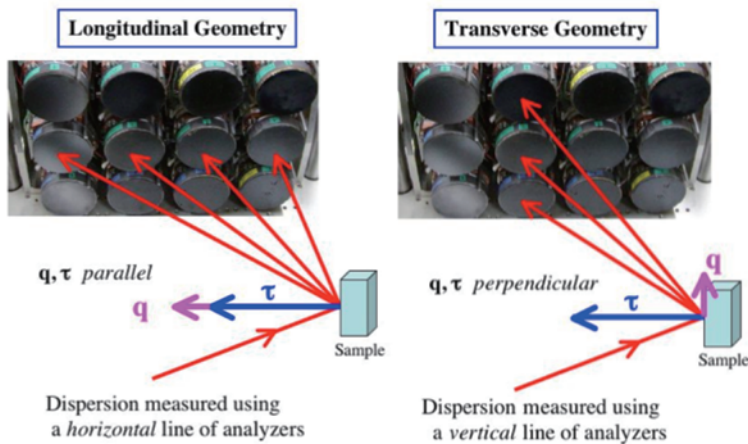 Longitudinal Geometry
q, τ parallel
q
τ
Sample
Dispersion measured using
a horizontal line of analyzers
Transverse Geometry
q
q, τ perpendicular
τ
Sample
Dispersion measured using
a vertical line of analyzers